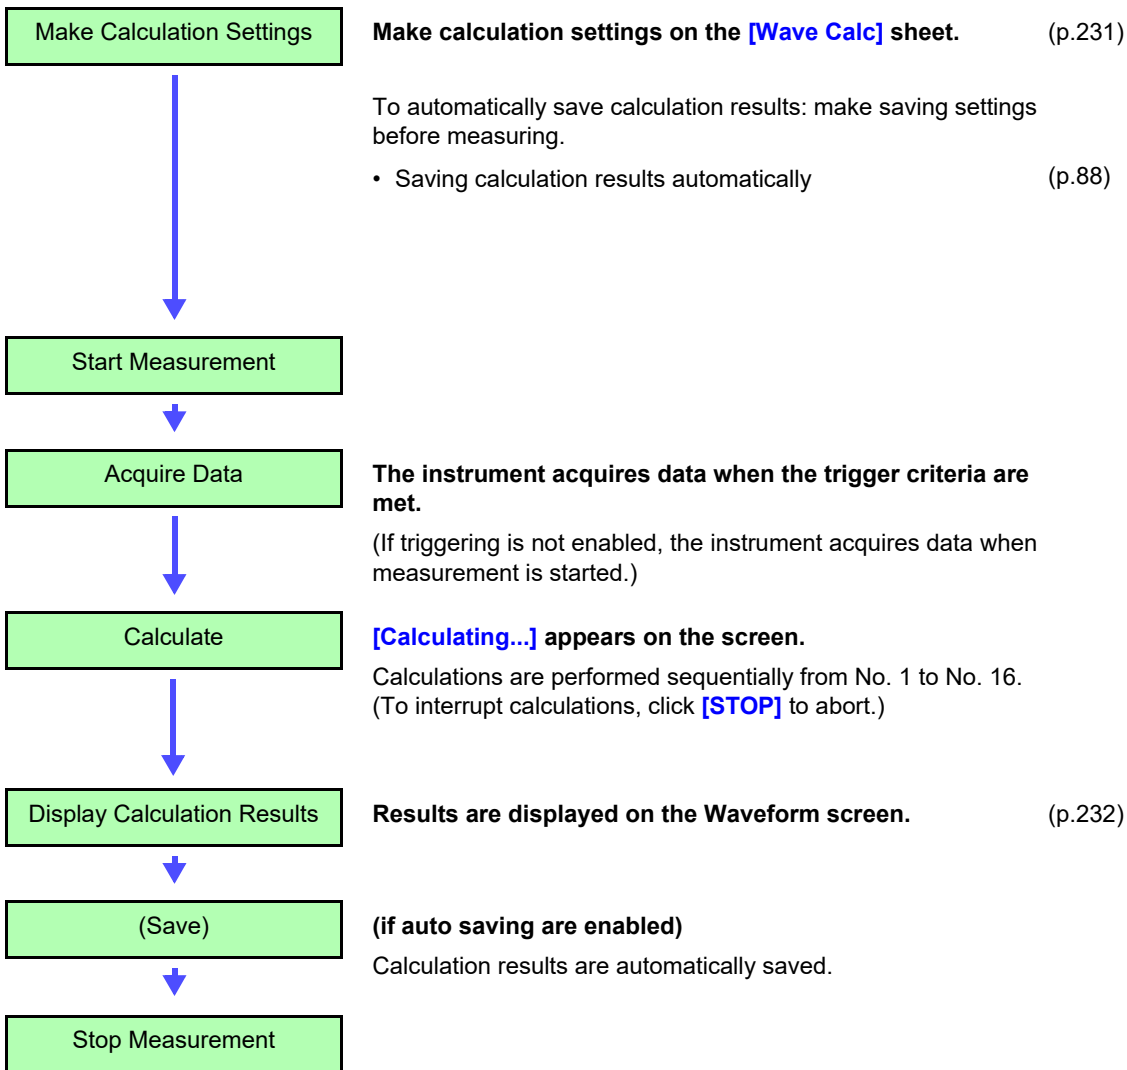 Make Calculation Settings
Make calculation settings on the [Wave Calc] sheet.
(p.231)
To automatically save calculation results: make saving settings
before measuring.
• Saving calculation results automatically
(p.88)
Start Measurement
Acquire Data
The instrument acquires data when the trigger criteria are
met.
(If triggering is not enabled, the instrument acquires data when
measurement is started.)
Calculate
[Calculating...] appears on the screen.
Calculations are performed sequentially from No. 1 to No. 16.
(To interrupt calculations, click [STOP] to abort.)
Display Calculation Results
Results are displayed on the Waveform screen.
(p.232)
(Save)
(if auto saving are enabled)
Calculation results are automatically saved.
Stop Measurement